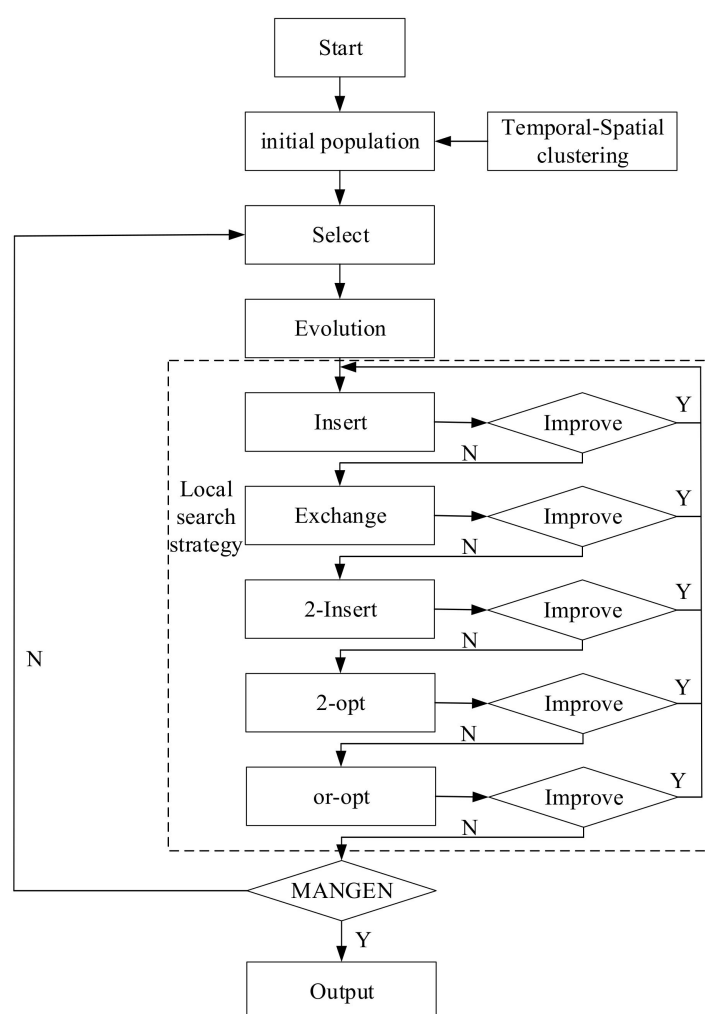 Start
initial population
Temporal-Spatial
clustering
Select
Evolution
Insert
Improve
Y
N
Local
search
strategy
Exchange
Improve
Y
N
2-Insert
Improve
Y
N
N
2-opt
Improve
Y
N
or-opt
Improve
Y
N
MANGEN
Y
Output